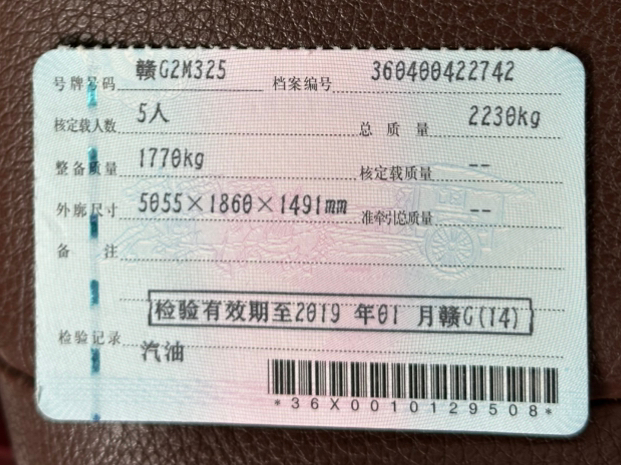 号牌号码 赣G2M325 档案编号 360400422742
核定载人数 5人 总质量 2230kg
整备质量 1770kg 核定载质量 --
外廓尺寸 5055×1860×1491mm 准牵引总质量 --
备注
检验有效期至2019 年01 月赣G(14)
检验记录
汽油
*36X0010129508*